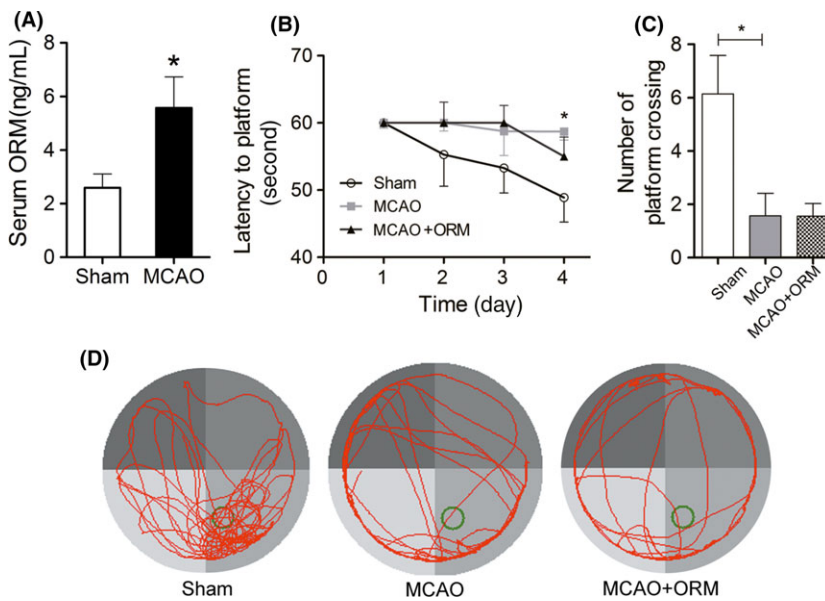 (A)
Serum ORM(ng/mL)
8
6
4
2
0
*
Sham
MCAO
(B)
Latency to platform
(second)
70
60
50
40
*
Sham
MCAO
MCAO+ORM
0
1
2
3
4
Time (day)
(C)
Number of
platform crossing
8
6
4
2
0
*
Sham
MCAO
MCAO+ORM
(D)
Sham
MCAO
MCAO+ORM